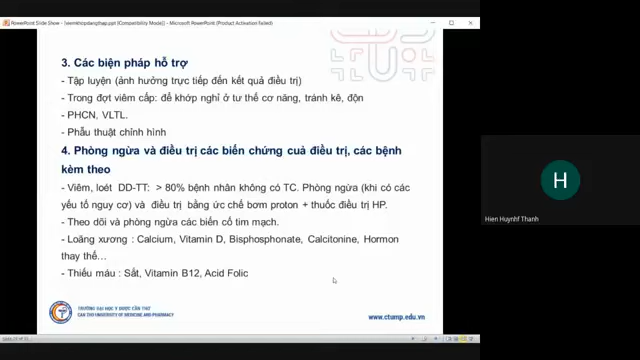 PowerPoint Slide Show - [viemkhopdangthap.ppt [Compatibility Mode]] - Microsoft PowerPoint (Product Activation Failed)
3. Các biện pháp hỗ trợ
- Tập luyện (ảnh hưởng trực tiếp đến kết quả điều trị)
- Trong đợt viêm cấp: để khớp nghỉ ở tư thế cơ năng, tránh kê, độn
- PHCN, VLTL.
- Phẫu thuật chỉnh hình
4. Phòng ngừa và điều trị các biến chứng cuả điều trị, các bệnh
kèm theo
- Viêm, loét DD-TT: > 80% bệnh nhân không có TC. Phòng ngừa (khi có các
yếu tố nguy cơ) và điều trị bằng ức chế bơm proton + thuốc điều trị HP.
- Theo dõi và phòng ngừa các biến cố tim mạch.
- Loãng xương : Calcium, Vitamin D, Bisphosphonate, Calcitonine, Hormon
thay thế...
- Thiếu máu : Sắt, Vitamin B12, Acid Folic
H
Hien Huynhf Thanh
TRƯỜNG ĐẠI HỌC Y DƯỢC CẦN THƠ
CAN THO UNIVERSITY OF MEDICINE AND PHARMACY
www.ctump.edu.vn